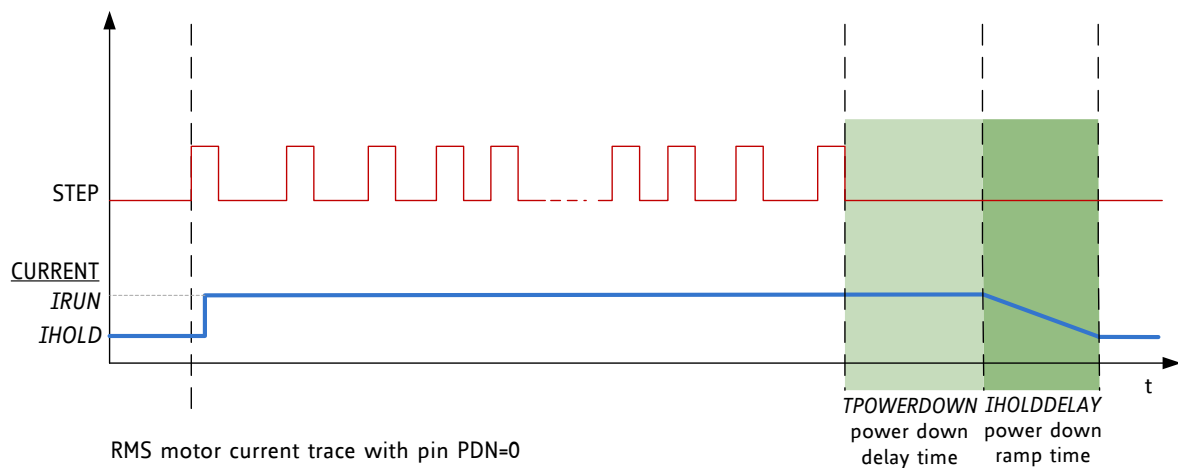 STEP
CURRENT
IRUN
IHOLD
t
TPOWERDOWN
power down
delay time
IHOLDDELAY
power down
ramp time
RMS motor current trace with pin PDN=0